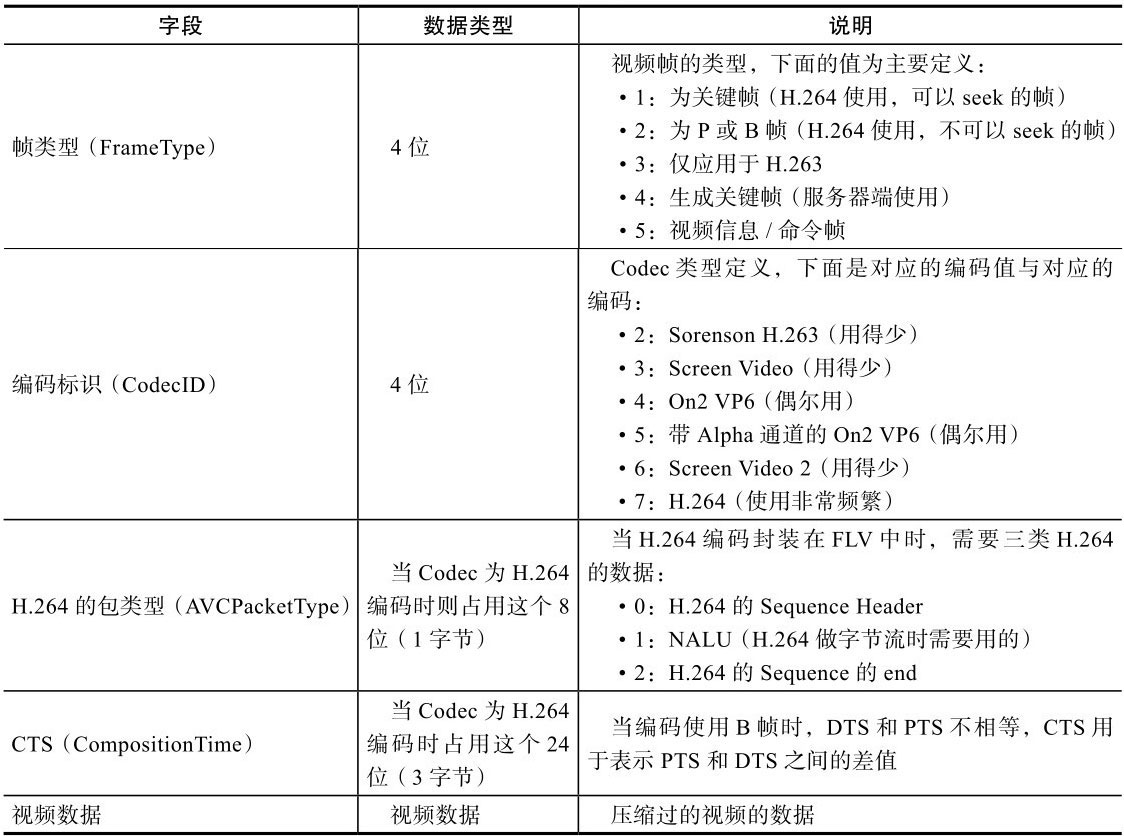 字段 数据类型 说明
帧类型（FrameType） 4 位
视频帧的类型，下面的值为主要定义：
·1：为关键帧（H.264 使用，可以 seek 的帧）
·2：为 P 或 B 帧（H.264 使用，不可以 seek 的帧）
·3：仅应用于 H.263
·4：生成关键帧（服务器端使用）
·5：视频信息 / 命令帧
编码标识（CodecID） 4 位
Codec 类型定义，下面是对应的编码值与对应的
编码：
·2：Sorenson H.263（用得少）
·3：Screen Video（用得少）
·4：On2 VP6（偶尔用）
·5：带 Alpha 通道的 On2 VP6（偶尔用）
·6：Screen Video 2（用得少）
·7：H.264（使用非常频繁）
H.264 的包类型（AVCPacketType）
当 Codec 为 H.264
编码时则占用这个 8
位（1 字节）
当 H.264 编码封装在 FLV 中时，需要三类 H.264
的数据：
·0：H.264 的 Sequence Header
·1：NALU（H.264 做字节流时需要用的）
·2：H.264 的 Sequence 的 end
CTS（CompositionTime）
当 Codec 为 H.264
编码时占用这个 24
位（3 字节）
当编码使用 B 帧时，DTS 和 PTS 不相等，CTS 用
于表示 PTS 和 DTS 之间的差值
视频数据 视频数据 压缩过的视频的数据